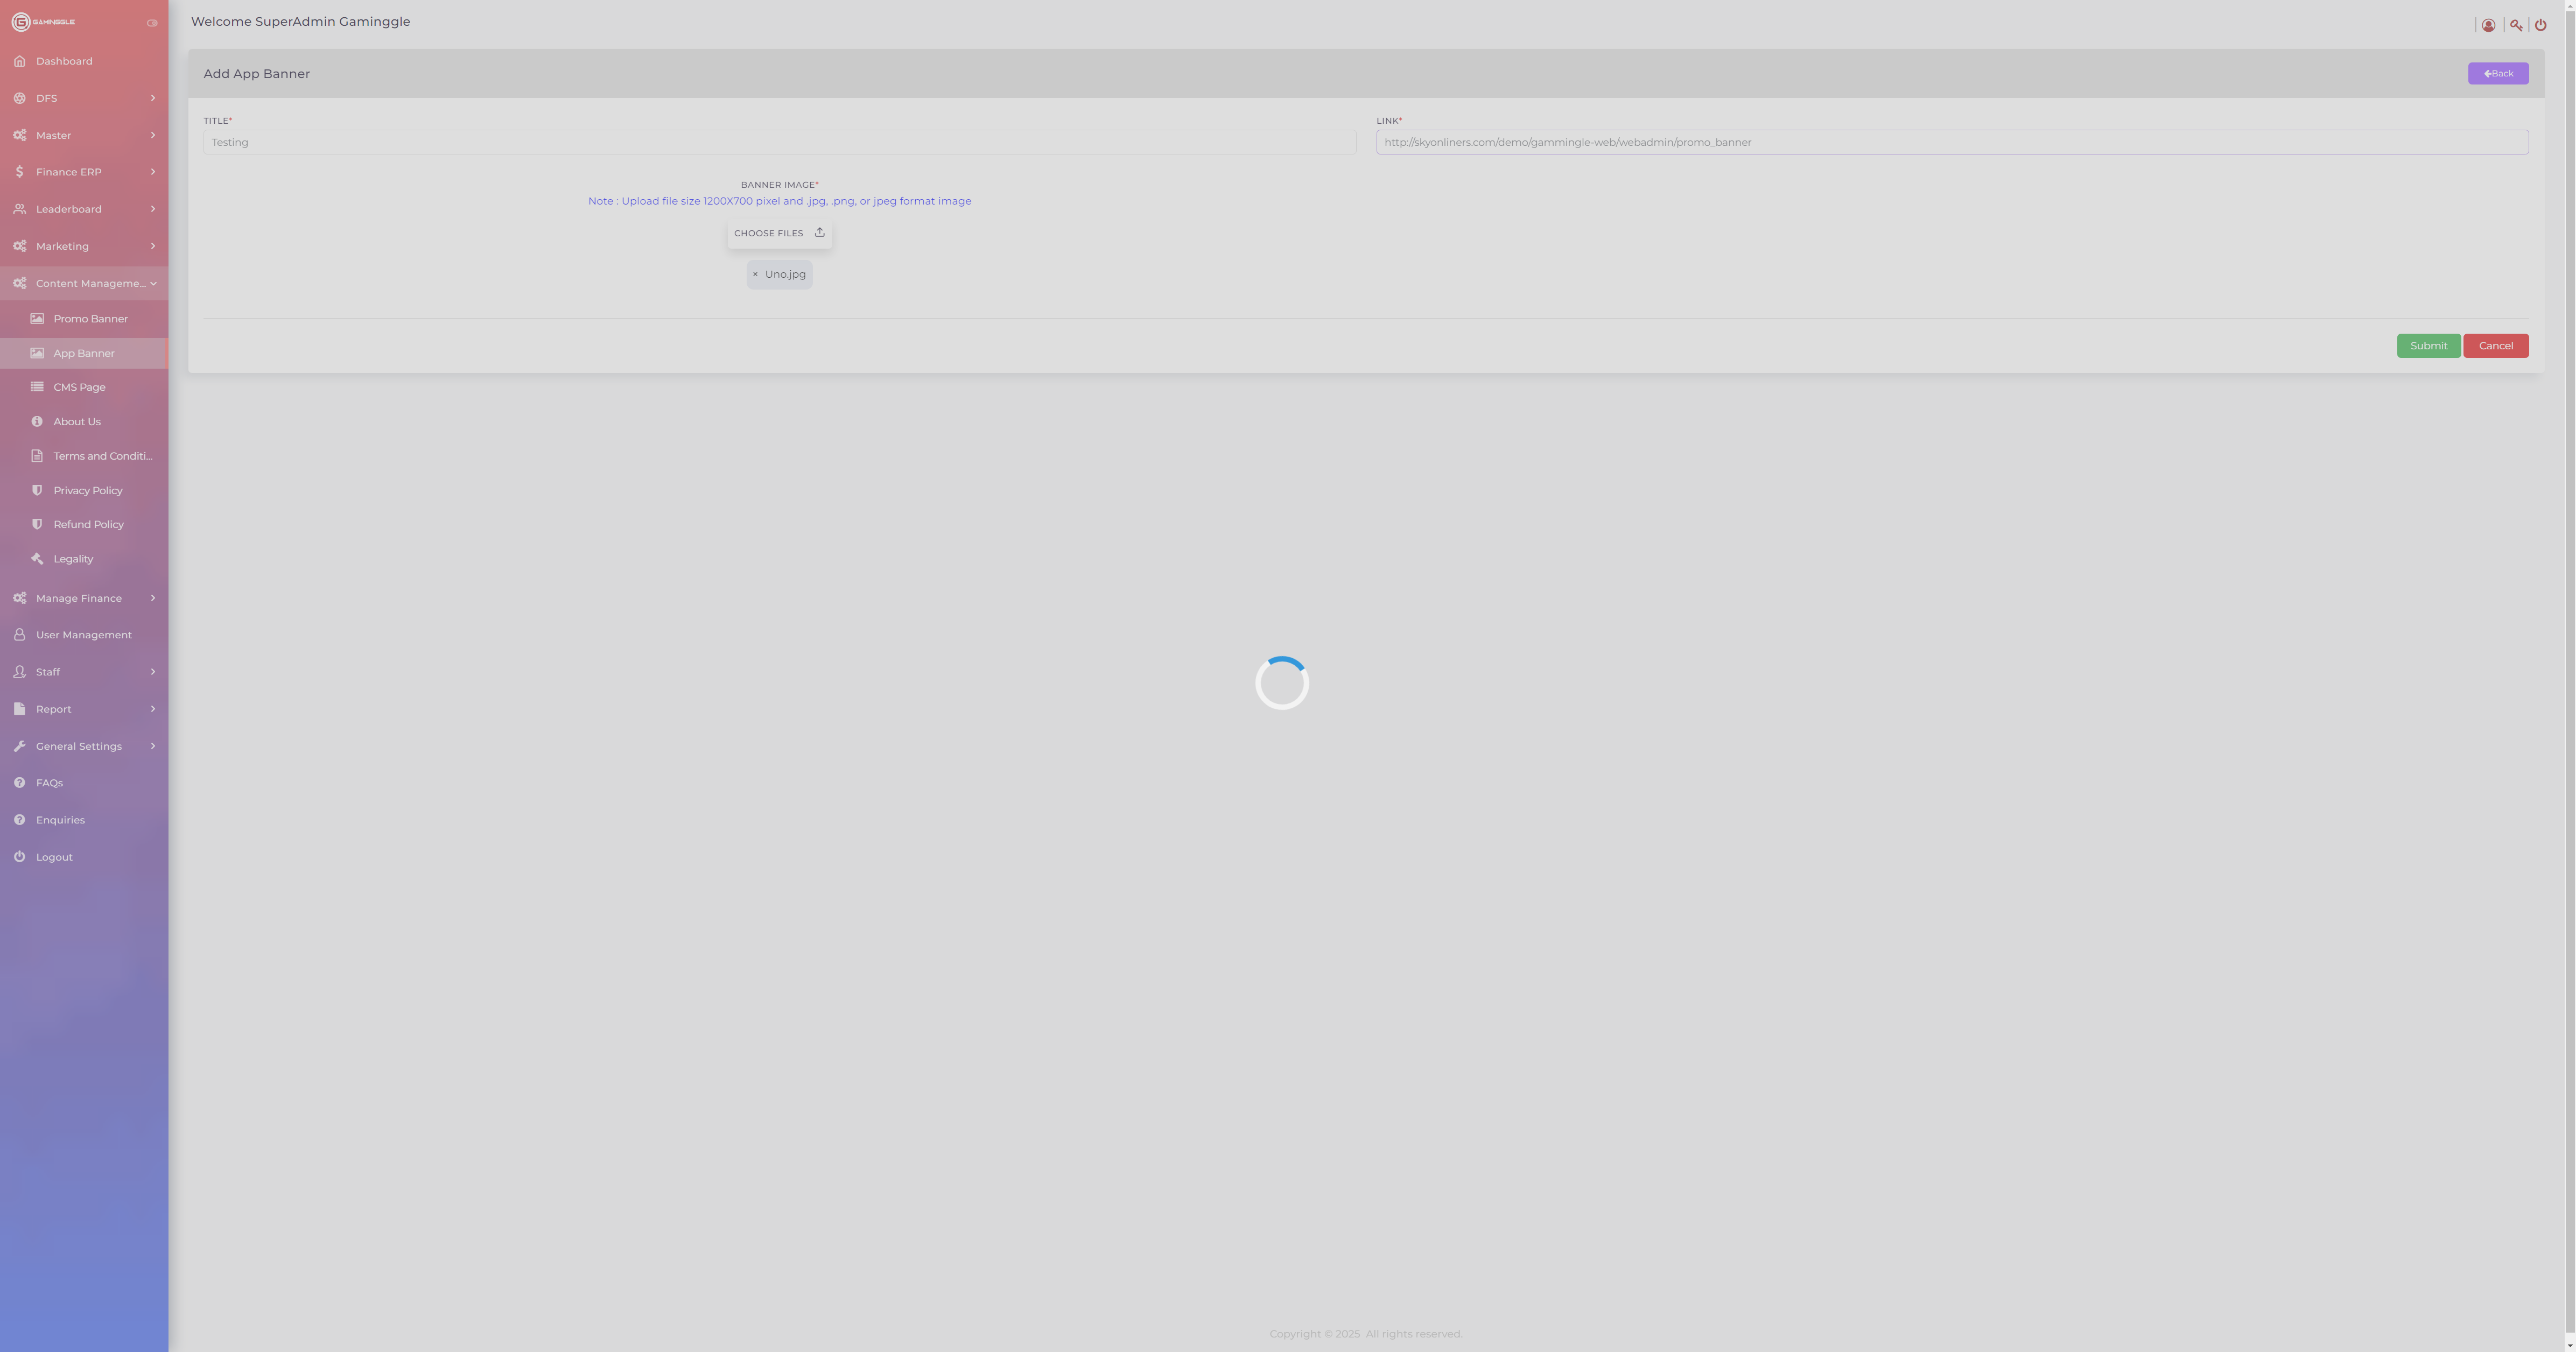 GAMINGGLE
Welcome SuperAdmin Gaminggle
Dashboard
DFS
Master
Finance ERP
Leaderboard
Marketing
Content Manageme...
Promo Banner
App Banner
CMS Page
About Us
Terms and Conditi...
Privacy Policy
Refund Policy
Legality
Manage Finance
User Management
Staff
Report
General Settings
FAQs
Enquiries
Logout
Add App Banner
Back
TITLE*
Testing
LINK*
http://skyonliners.com/demo/gammingle-web/webadmin/promo_banner
BANNER IMAGE*
Note : Upload file size 1200X700 pixel and .jpg, .png, or jpeg format image
CHOOSE FILES
× Uno.jpg
Submit
Cancel
Copyright © 2025 All rights reserved.